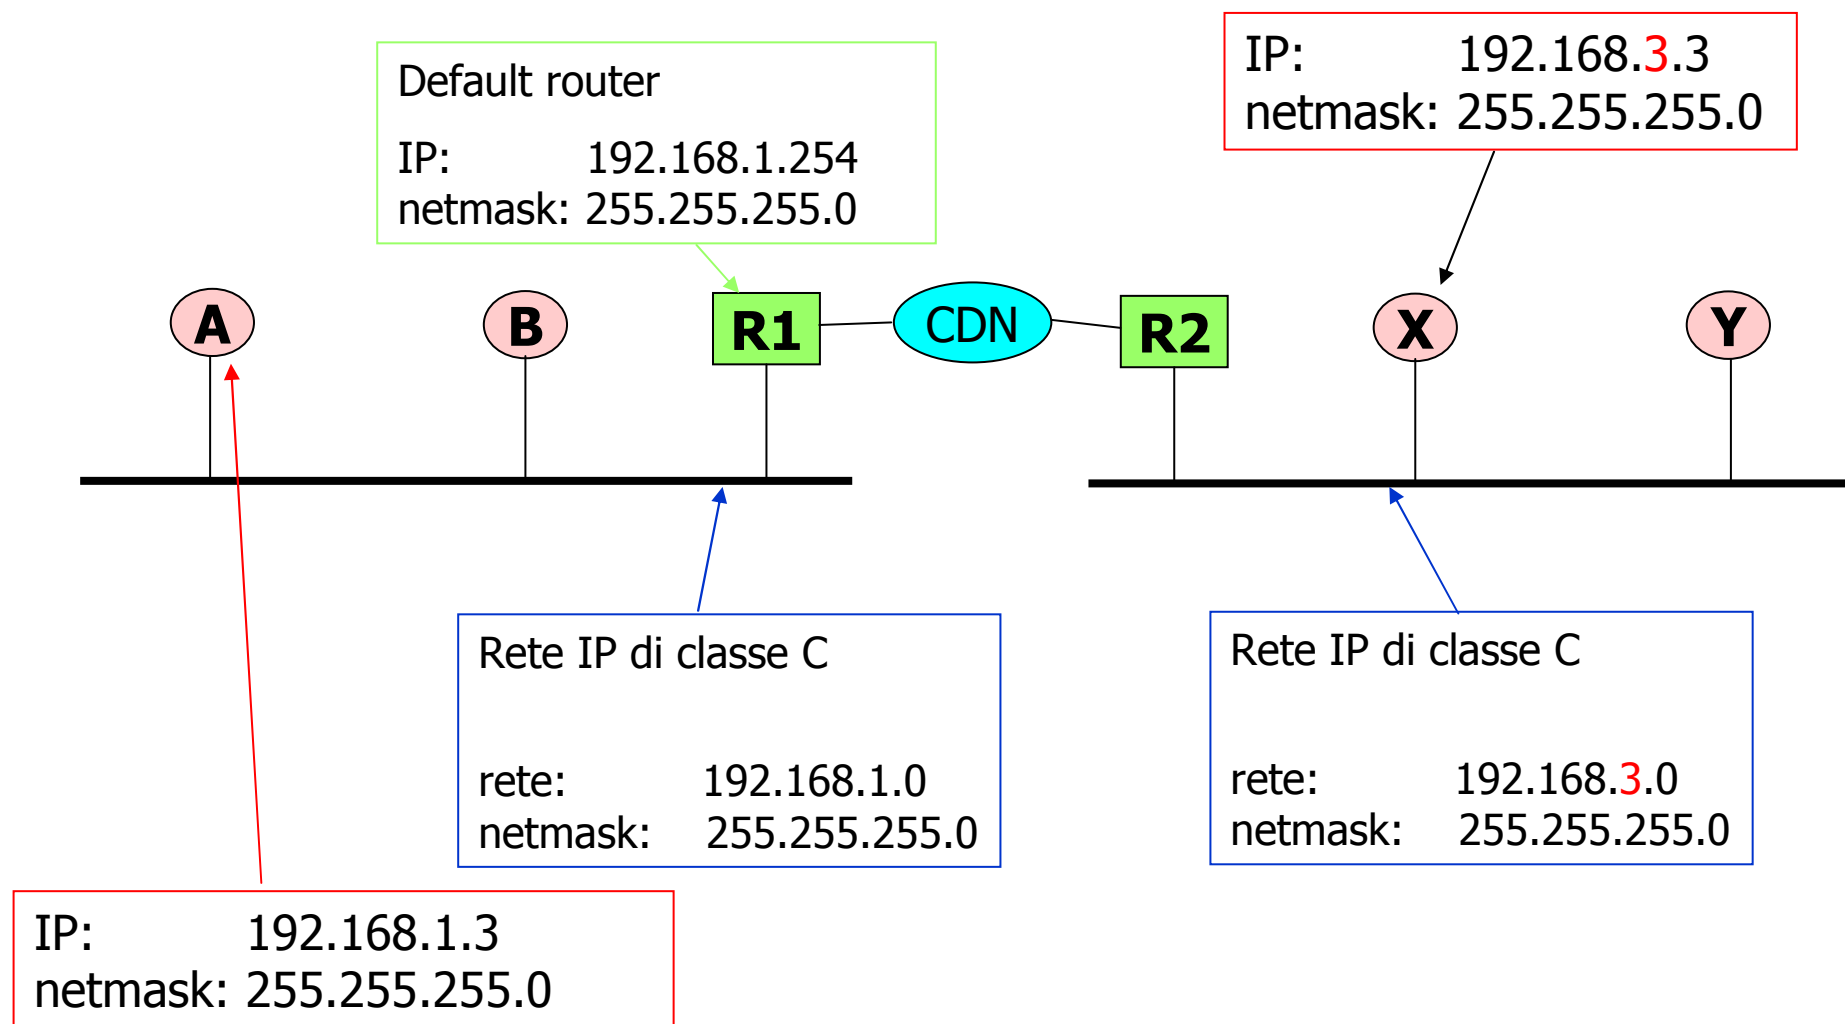 Default router
IP: 192.168.1.254
netmask: 255.255.255.0
IP: 192.168.3.3
netmask: 255.255.255.0
A
B
R1
CDN
R2
X
Y
Rete IP di classe C
rete: 192.168.1.0
netmask: 255.255.255.0
Rete IP di classe C
rete: 192.168.3.0
netmask: 255.255.255.0
IP: 192.168.1.3
netmask: 255.255.255.0